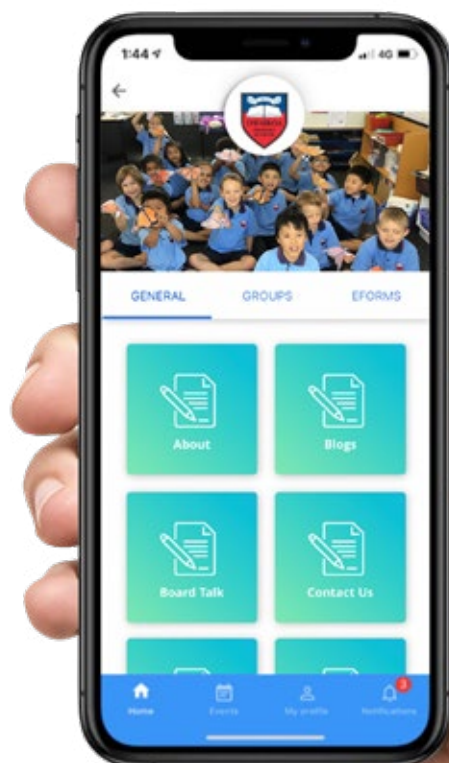 1:44
4G
GENERAL GROUPS EFORMS
About Blogs
Board Talk Contact Us
3
Home Events My profile Notifications